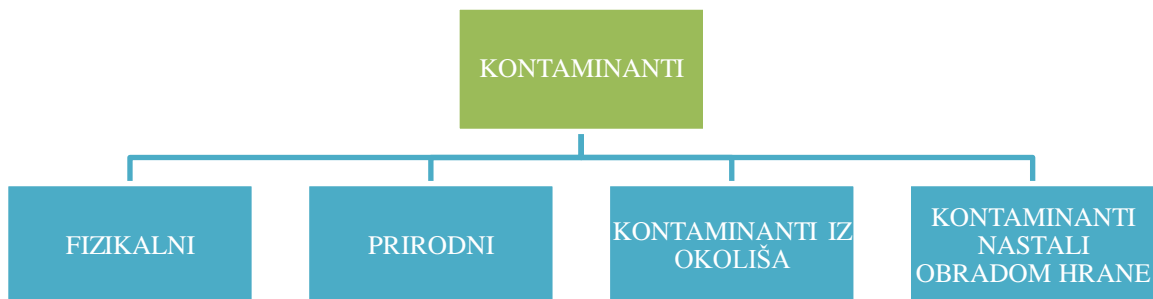 KONTAMINANTI
FIZIKALNI
PRIRODNI
KONTAMINANTI IZ
OKOLIŠA
KONTAMINANTI
NASTALI
OBRADOM HRANE